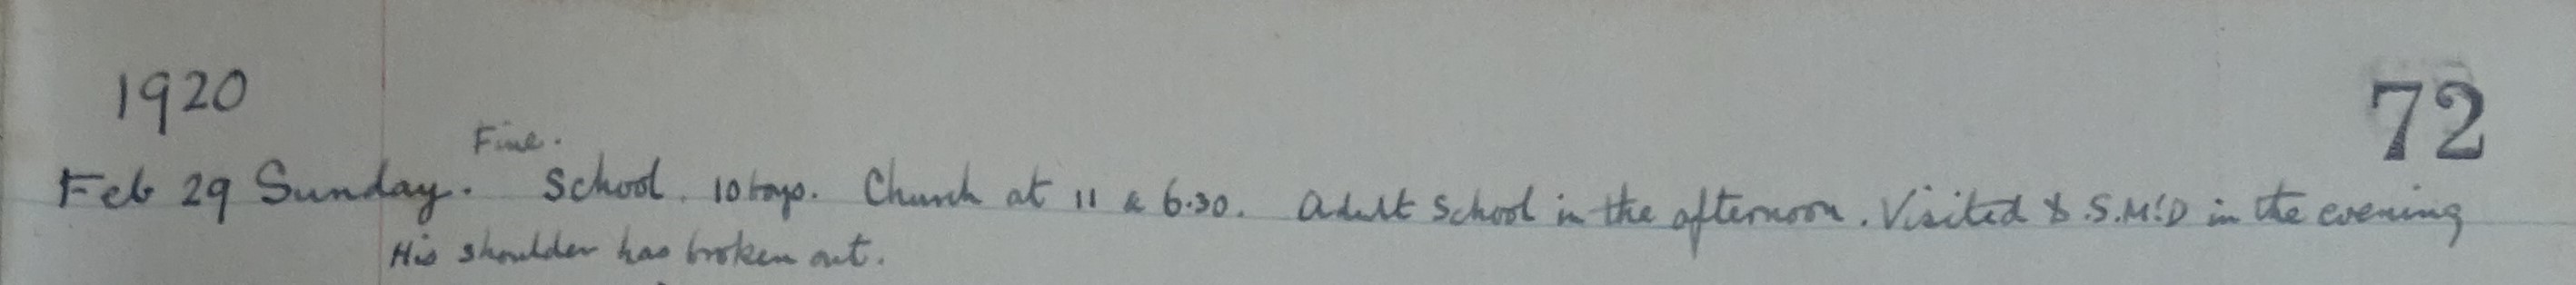 1920
72
Fine.
Feb 29 Sunday. School. 10 boys. Church at 11 & 6.30. Adult School in the afternoon. Visited S.McD in the evening
His shoulder has broken out.